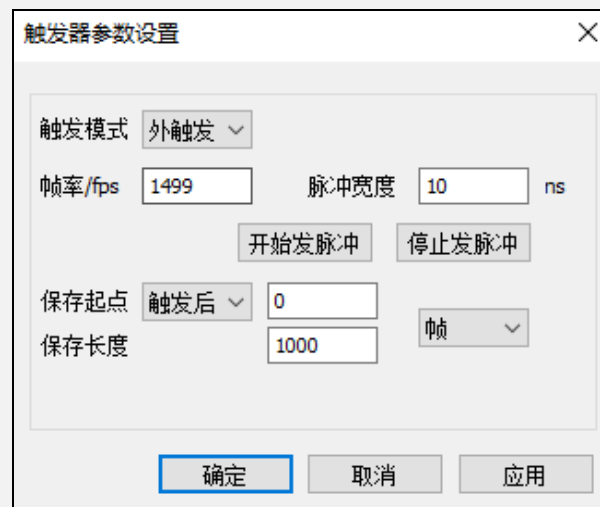 触发器参数设置
触发模式 外触发
帧率/fps 1499 脉冲宽度 10 ns
开始发脉冲 停止发脉冲
保存起点 触发后 0
帧
保存长度 1000
确定 取消 应用